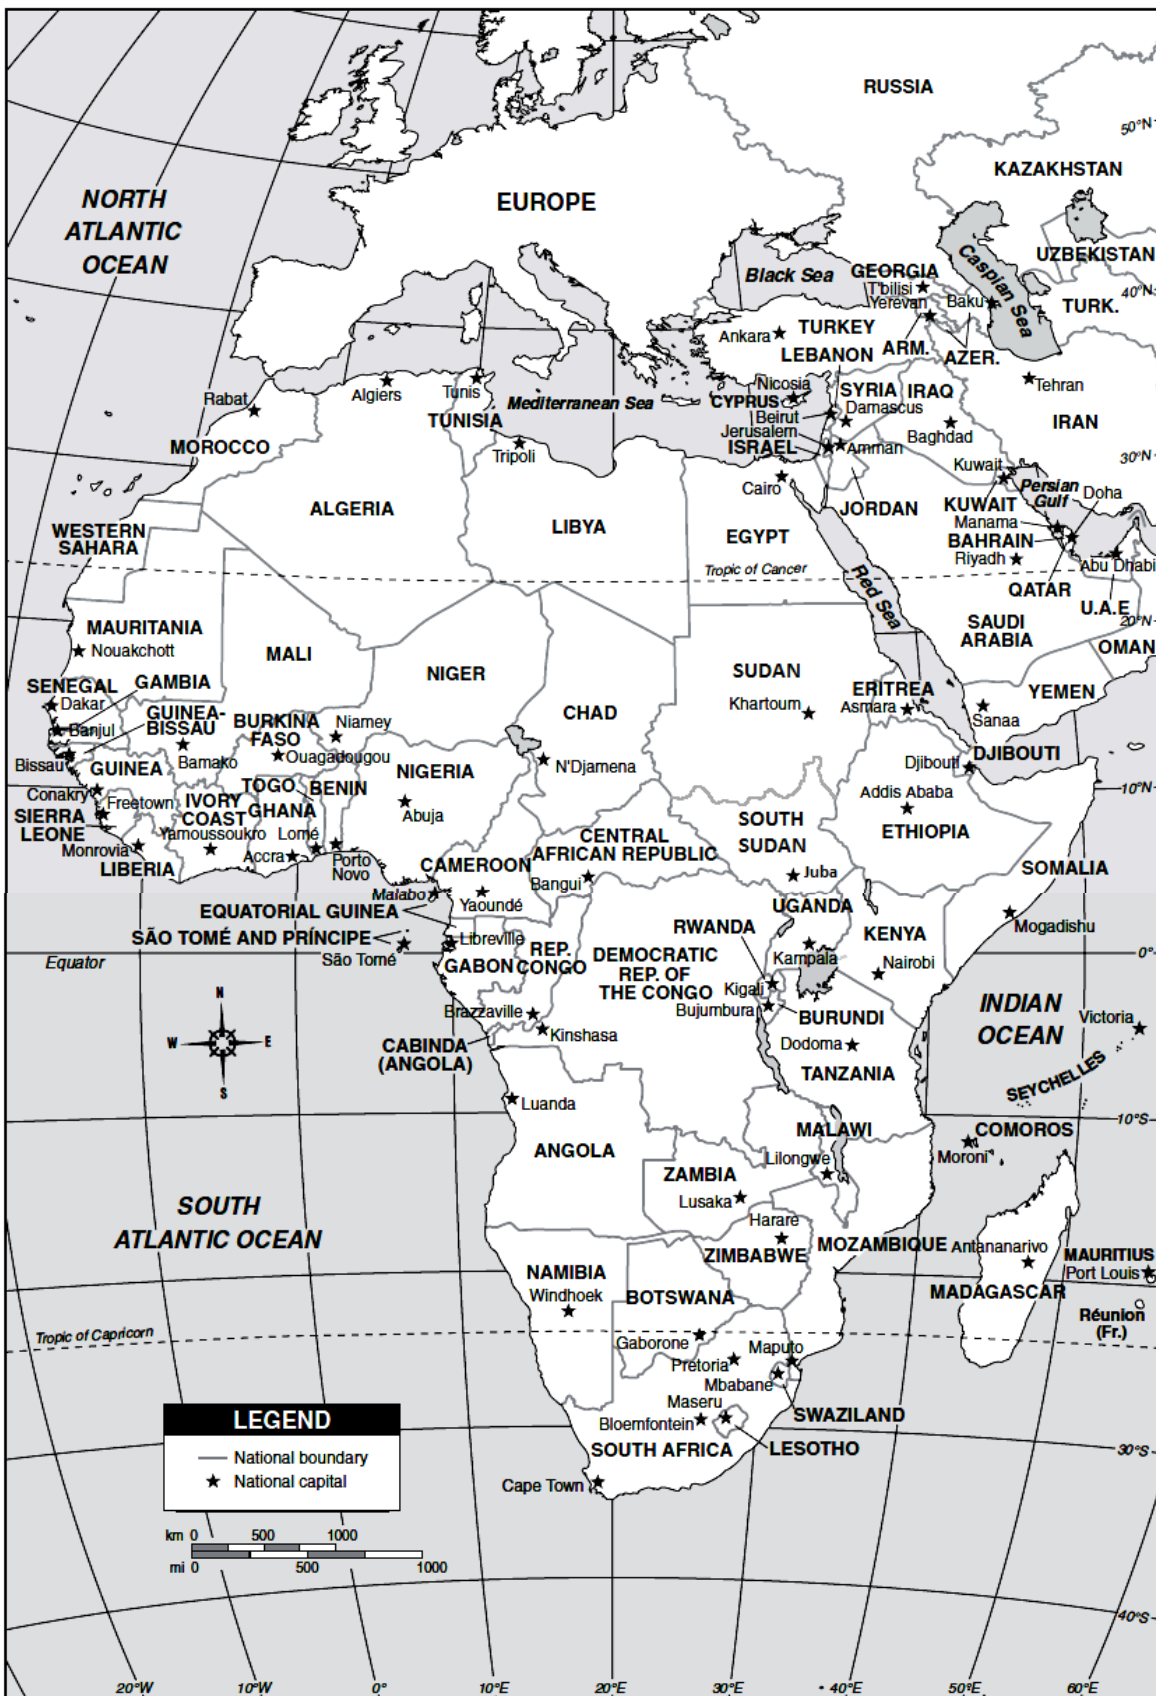 RUSSIA
50°N
KAZAKHSTAN
NORTH
ATLANTIC
OCEAN
EUROPE
Caspian Sea
UZBEKISTAN
Black Sea
GEORGIA
T'bilisi
40°N
Yerevan
Baku
TURK.
Ankara
TURKEY
LEBANON
ARM.
AZER.
Rabat
Algiers
Tunis
Mediterranean Sea
Nicosia
CYPRUS
SYRIA
IRAQ
Tehran
Beirut
Damascus
IRAN
TUNISIA
Jerusalem
Baghdad
MOROCCO
Tripoli
ISRAEL
Amman
30°N
Kuwait
Cairo
Persian
Gulf
Doha
ALGERIA
JORDAN
KUWAIT
WESTERN
SAHARA
LIBYA
EGYPT
Manama
BAHRAIN
Riyadh
Abu Dhabi
Tropic of Cancer
Red Sea
QATAR
U.A.E
20°N
MAURITANIA
SAUDI
ARABIA
Nouakchott
MALI
NIGER
SUDAN
OMAN
SENEGAL
GAMBIA
ERITREA
YEMEN
Dakar
Khartoum
Asmara
Sanaa
GUINEA-
BISSAU
BURKINA
FASO
Niamey
CHAD
Banjul
Bissau
Bamako
Ouagadougou
DJIBOUTI
GUINEA
NIGERIA
N'Djamena
Djibouti
TOGO
BENIN
Addis Ababa
10°N
Conakry
Freetown
IVORY
COAST
GHANA
Abuja
SIERRA
LEONE
SOUTH
SUDAN
ETHIOPIA
Yamoussoukro
Lomé
CENTRAL
AFRICAN REPUBLIC
Monrovia
Accra
Porto
Novo
CAMEROON
SOMALIA
LIBERIA
Bangui
Juba
Malabo
Yaoundé
EQUATORIAL GUINEA
UGANDA
RWANDA
KENYA
Mogadishu
SÃO TOMÉ AND PRÍNCIPE
Libreville
REP.
CONGO
São Tomé
DEMOCRATIC
REP. OF
THE CONGO
Kampala
Nairobi
0°
Equator
GABON
Kigali
INDIAN
OCEAN
N
W
E
S
Brazzaville
Bujumbura
BURUNDI
Victoria
Kinshasa
CABINDA
(ANGOLA)
Dodoma
TANZANIA
SEYCHELLES
Luanda
10°S
MALAWI
COMOROS
ANGOLA
Lilongwe
Moroni
ZAMBIA
Lusaka
SOUTH
ATLANTIC OCEAN
Harare
ZIMBABWE
MOZAMBIQUE
Antananarivo
MAURITIUS
Port Louis
NAMIBIA
Windhoek
BOTSWANA
MADAGASCAR
Réunion
(Fr.)
Tropic of Capricorn
Gaborone
Maputo
Pretoria
Mbabane
Maseru
LEGEND
SWAZILAND
Bloemfontein
LESOTHO
National boundary
SOUTH AFRICA
30°S
National capital
Cape Town
km 0 500 1000
mi 0 500 1000
40°S
20°W 10°W 0° 10°E 20°E 30°E 40°E 50°E 60°E